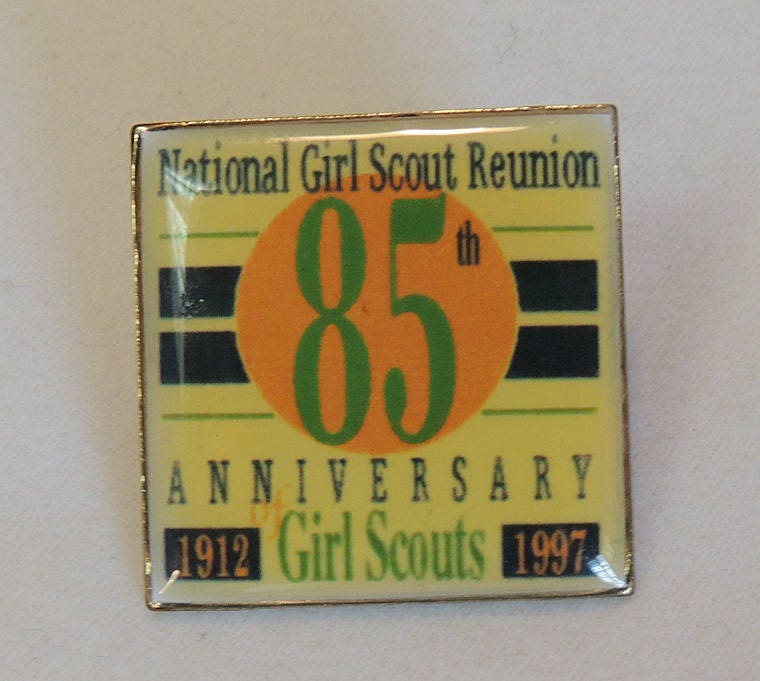 National Girl Scout Reunion
85th
ANNIVERSARY
of
1912 Girl Scouts 1997